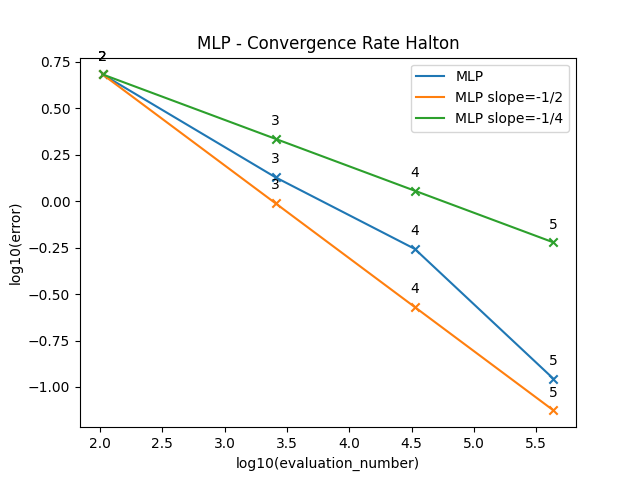 MLP - Convergence Rate Halton
2
MLP
MLP slope=-1/2
MLP slope=-1/4
3
3
3
4
4
4
5
5
5
0.75
0.50
0.25
0.00
−0.25
−0.50
−0.75
−1.00
log10(error)
2.0 2.5 3.0 3.5 4.0 4.5 5.0 5.5
log10(evaluation_number)